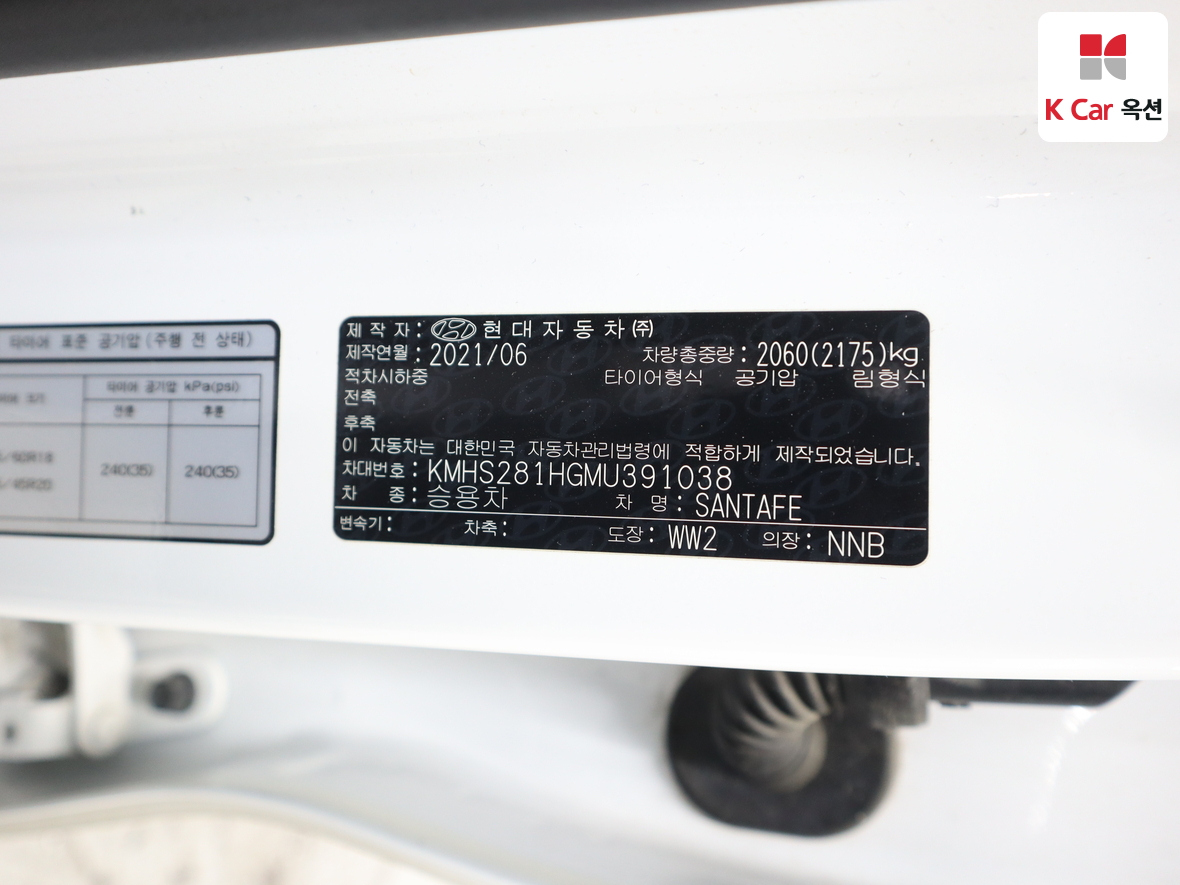 K Car 옥션
타이어 표준 공기압 (주행 전 상태)
타이어 공기압 kPa(psi)
전륜 후륜
240(35) 240(35)
제 작 자 : 현 대 자 동 차 ㈜
제작연월 : 2021/06 차량총중량 : 2060(2175)kg
적차시하중 타이어형식 공기압 림형식
전축
후축
이 자동차는 대한민국 자동차관리법령에 적합하게 제작되었습니다.
차대번호 : KMHS281HGMU391038
차 종 : 승용차 차 명 : SANTAFE
변속기 : 차축 : 도장 : WW2 의장 : NNB